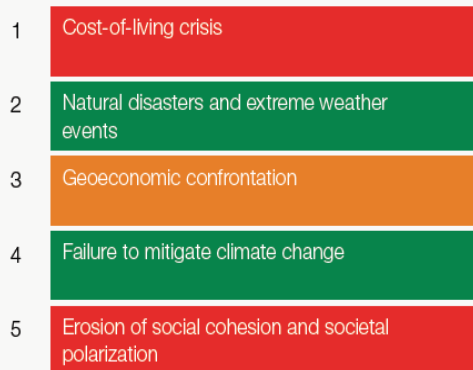 1 Cost-of-living crisis
2 Natural disasters and extreme weather
events
3 Geoeconomic confrontation
4 Failure to mitigate climate change
5 Erosion of social cohesion and societal
polarization